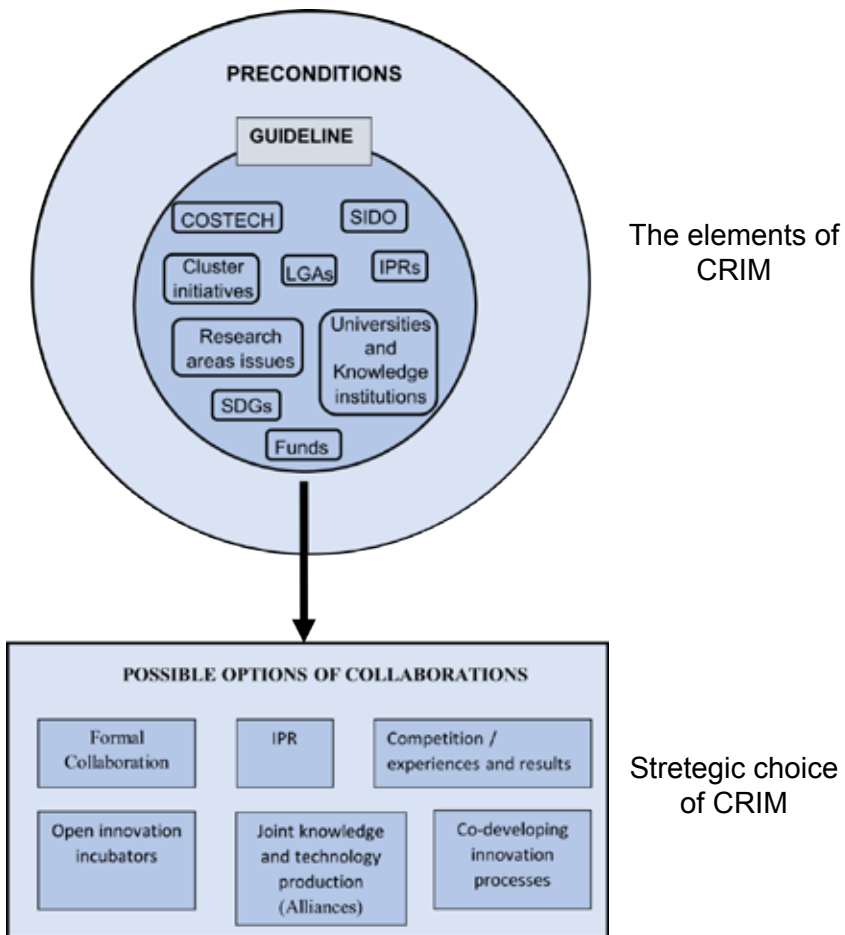 PRECONDITIONS
GUIDELINE
COSTECH
SIDO
Cluster
initiatives
LGAs
IPRs
Research
areas issues
Universities
and
Knowledge
institutions
SDGs
Funds
The elements of
CRIM
POSSIBLE OPTIONS OF COLLABORATIONS
Formal
Collaboration
IPR
Competition /
experiences and results
Open innovation
incubators
Joint knowledge
and technology
production
(Alliances)
Co-developing
innovation
processes
Stretegic choice
of CRIM